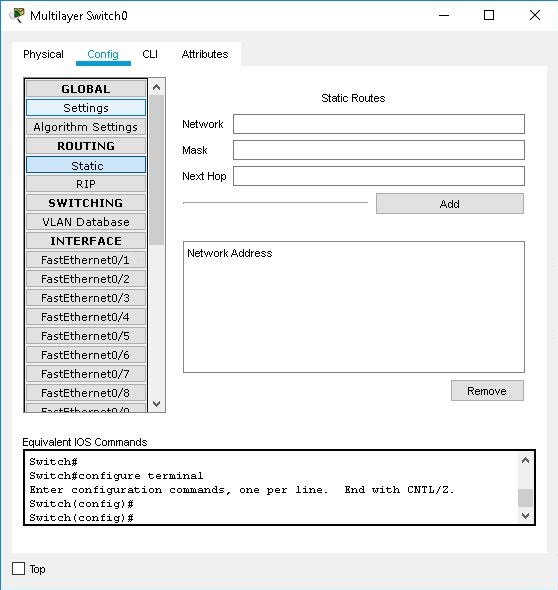 Multilayer Switch0
Physical Config CLI Attributes
GLOBAL
Settings
Algorithm Settings
ROUTING
Static
RIP
SWITCHING
VLAN Database
INTERFACE
FastEthernet0/1
FastEthernet0/2
FastEthernet0/3
FastEthernet0/4
FastEthernet0/5
FastEthernet0/6
FastEthernet0/7
FastEthernet0/8
FastEthernet0/9
Static Routes
Network
Mask
Next Hop
Add
Network Address
Remove
Equivalent IOS Commands
Switch#
Switch#configure terminal
Enter configuration commands, one per line. End with CNTL/Z.
Switch(config)#
Switch(config)#
Top